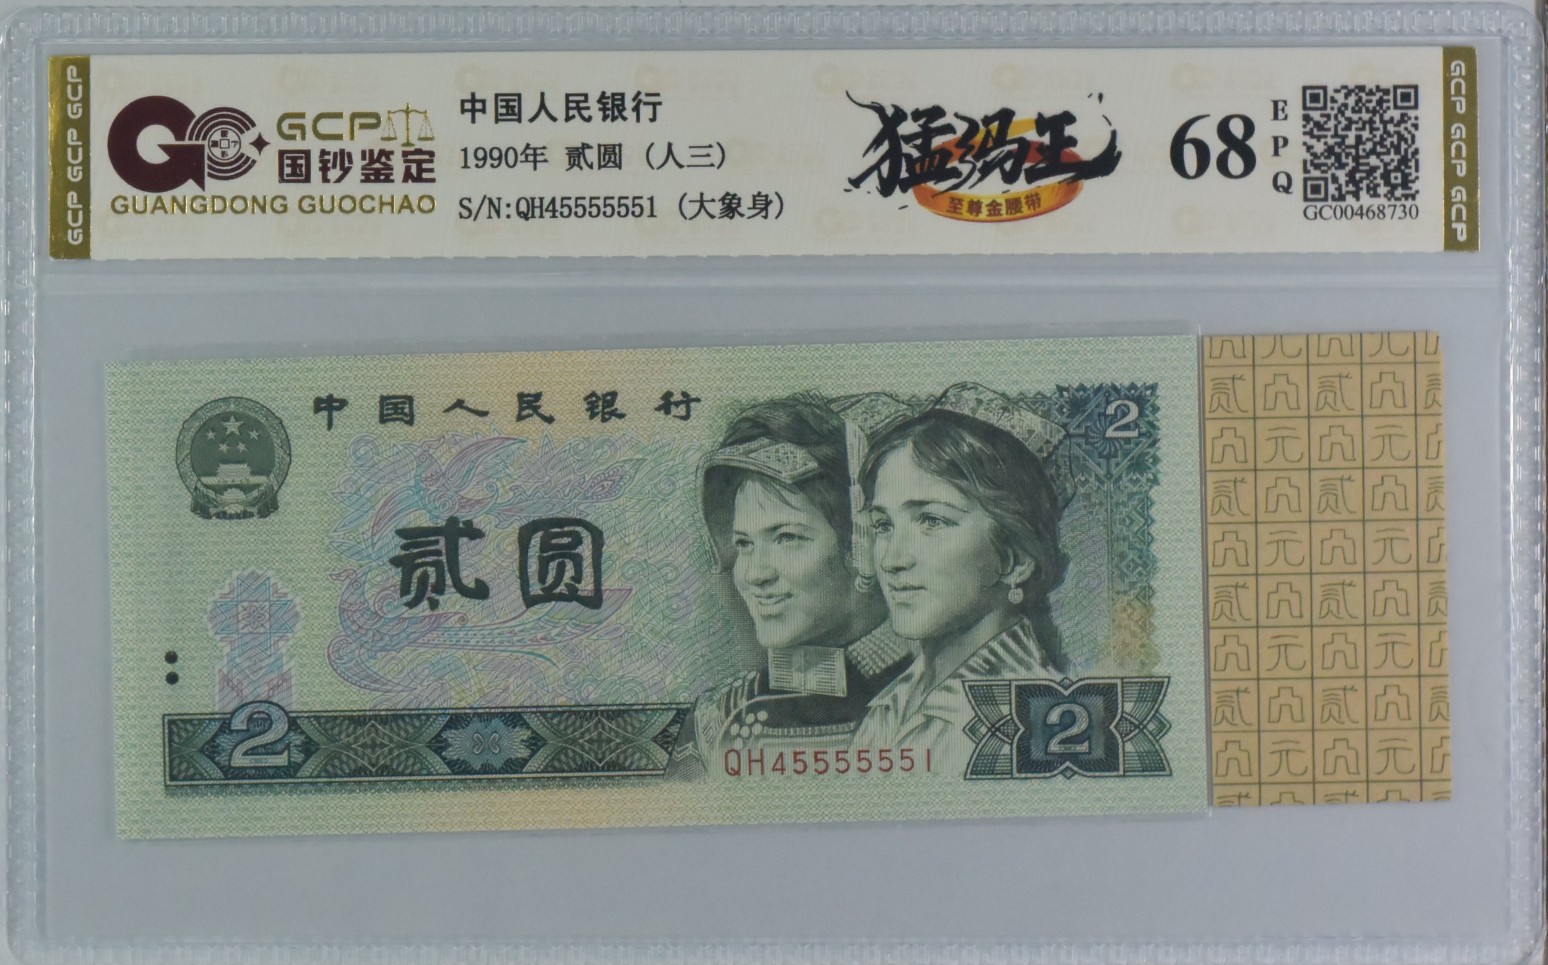 GCP GCP GCP
GCP
国钞鉴定
GUANGDONG GUOCHAO
中国人民银行
1990年 贰圆 (人三)
S/N:QH45555551 (大象身)
猛犸王
至尊金腰带
68
EPQ
GC00468730
GCP GCP GCP
中国人民银行
2
贰圆
2
QH45555551
2